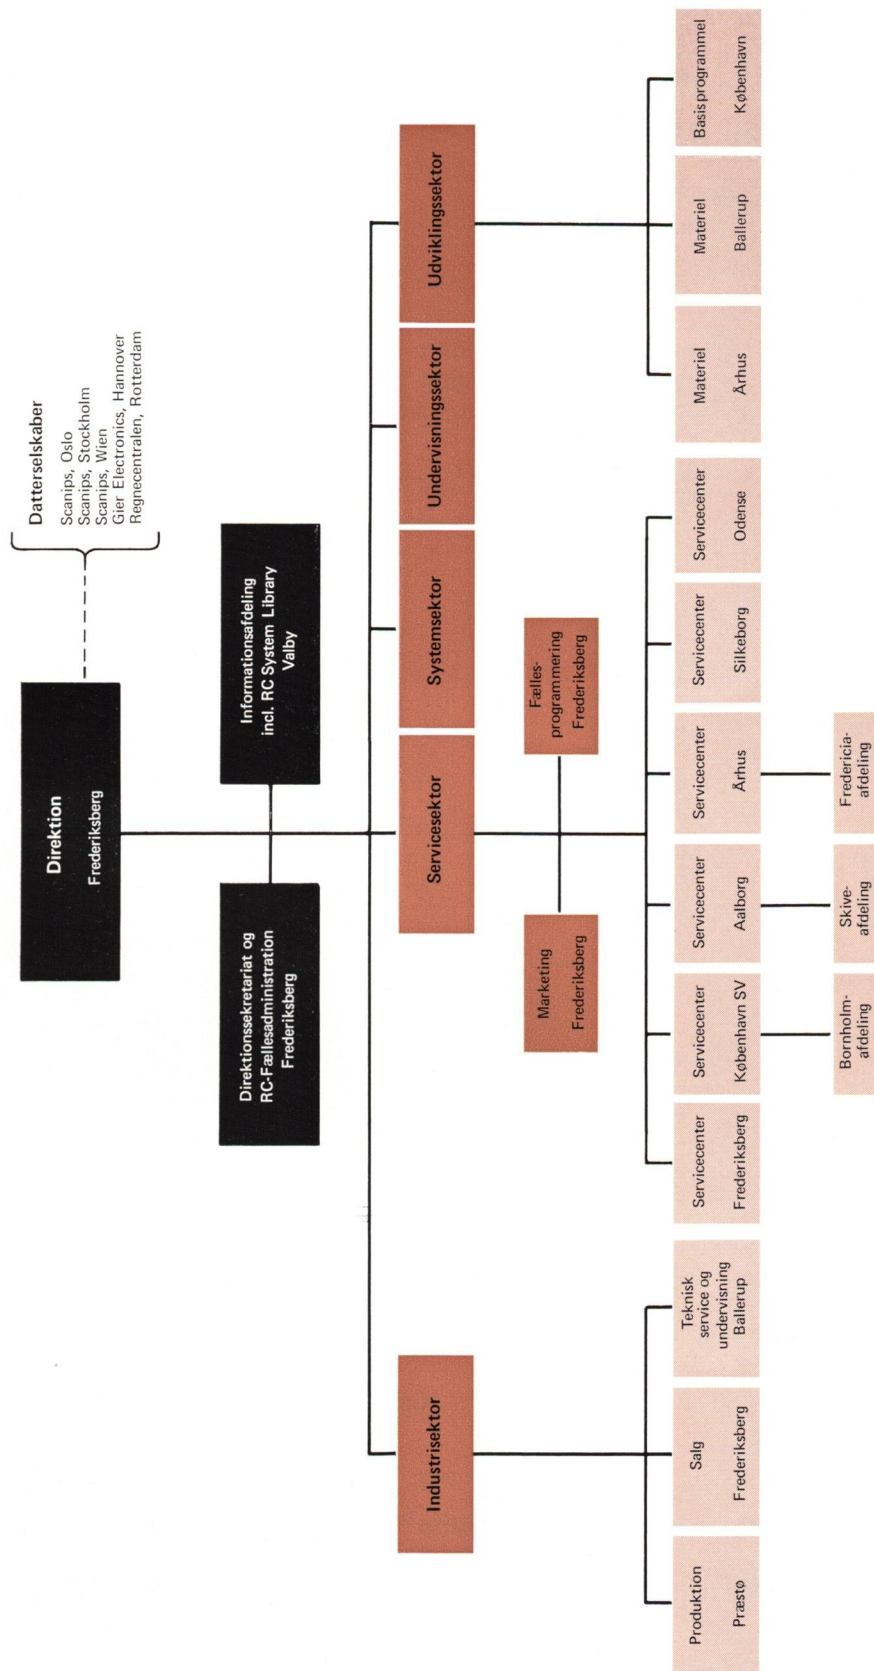 Datterselskaber
Scanips, Oslo
Scanips, Stockholm
Scanips, Wien
Gier Electronics, Hannover
Regnecentralen, Rotterdam
Direktion
Frederiksberg
Direktionssekretariat og
RC-Fællesadministration
Frederiksberg
Informationsafdeling
incl. RC System Library
Valby
Industrisektor
Servicesektor
Systemsektor
Undervisningssektor
Udviklingssektor
Marketing
Frederiksberg
Fælles-
programmering
Frederiksberg
Produktion
Præstø
Salg
Frederiksberg
Teknisk
service og
undervisning
Ballerup
Servicecenter
Frederiksberg
Servicecenter
København SV
Servicecenter
Aalborg
Servicecenter
Århus
Servicecenter
Silkeborg
Servicecenter
Odense
Materiel
Århus
Materiel
Ballerup
Basisprogrammel
København
Bornholm-
afdeling
Skive-
afdeling
Fredericia-
afdeling